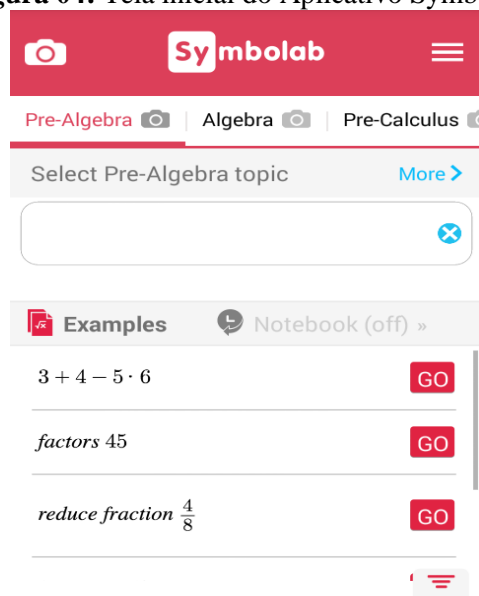 Figura 04: Tela inicial do Aplicativo Symb
Symbolab
Pre-Algebra Algebra Pre-Calculus
Select Pre-Algebra topic More >
Examples Notebook (off) »
3 + 4 − 5 · 6 GO
factors 45 GO
reduce fraction 4/8 GO